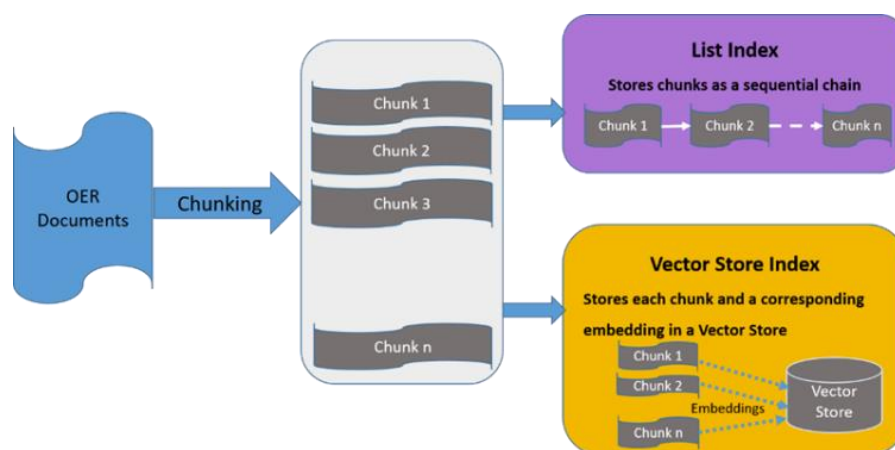 OER
Documents
Chunking
Chunk 1
Chunk 2
Chunk 3
Chunk n
List Index
Stores chunks as a sequential chain
Chunk 1
Chunk 2
Chunk n
Vector Store Index
Stores each chunk and a corresponding
embedding in a Vector Store
Chunk 1
Chunk 2
Chunk n
Embeddings
Vector
Store